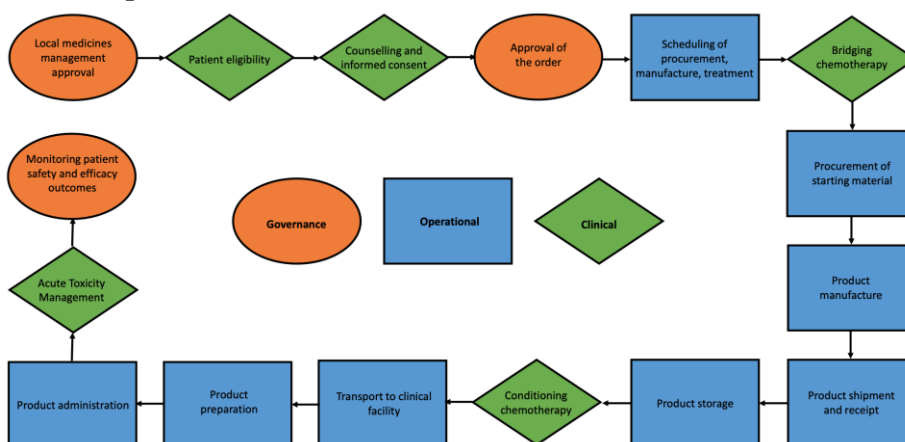 Local medicines
management
approval
Patient eligibility
Counselling and
informed consent
Approval of
the order
Scheduling of
procurement,
manufacture, treatment
Bridging
chemotherapy
Monitoring patient
safety and efficacy
outcomes
Procurement of
starting material
Governance
Operational
Clinical
Acute Toxicity
Management
Product
manufacture
Product administration
Product
preparation
Transport to clinical
facility
Conditioning
chemotherapy
Product storage
Product shipment
and receipt